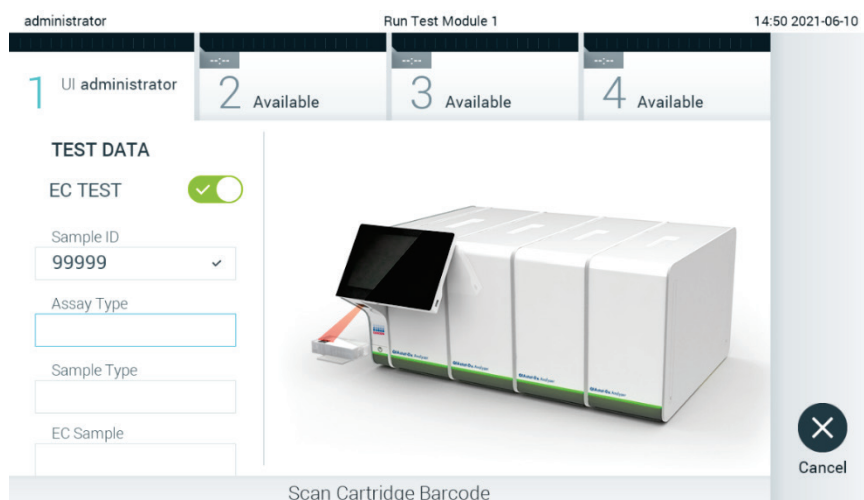 administrator
Run Test Module 1
14:50 2021-06-10
--:--
--:--
--:--
1 UI administrator
2 Available
3 Available
4 Available
TEST DATA
EC TEST
Sample ID
99999
Assay Type
Sample Type
EC Sample
Cancel
Scan Cartridge Barcode